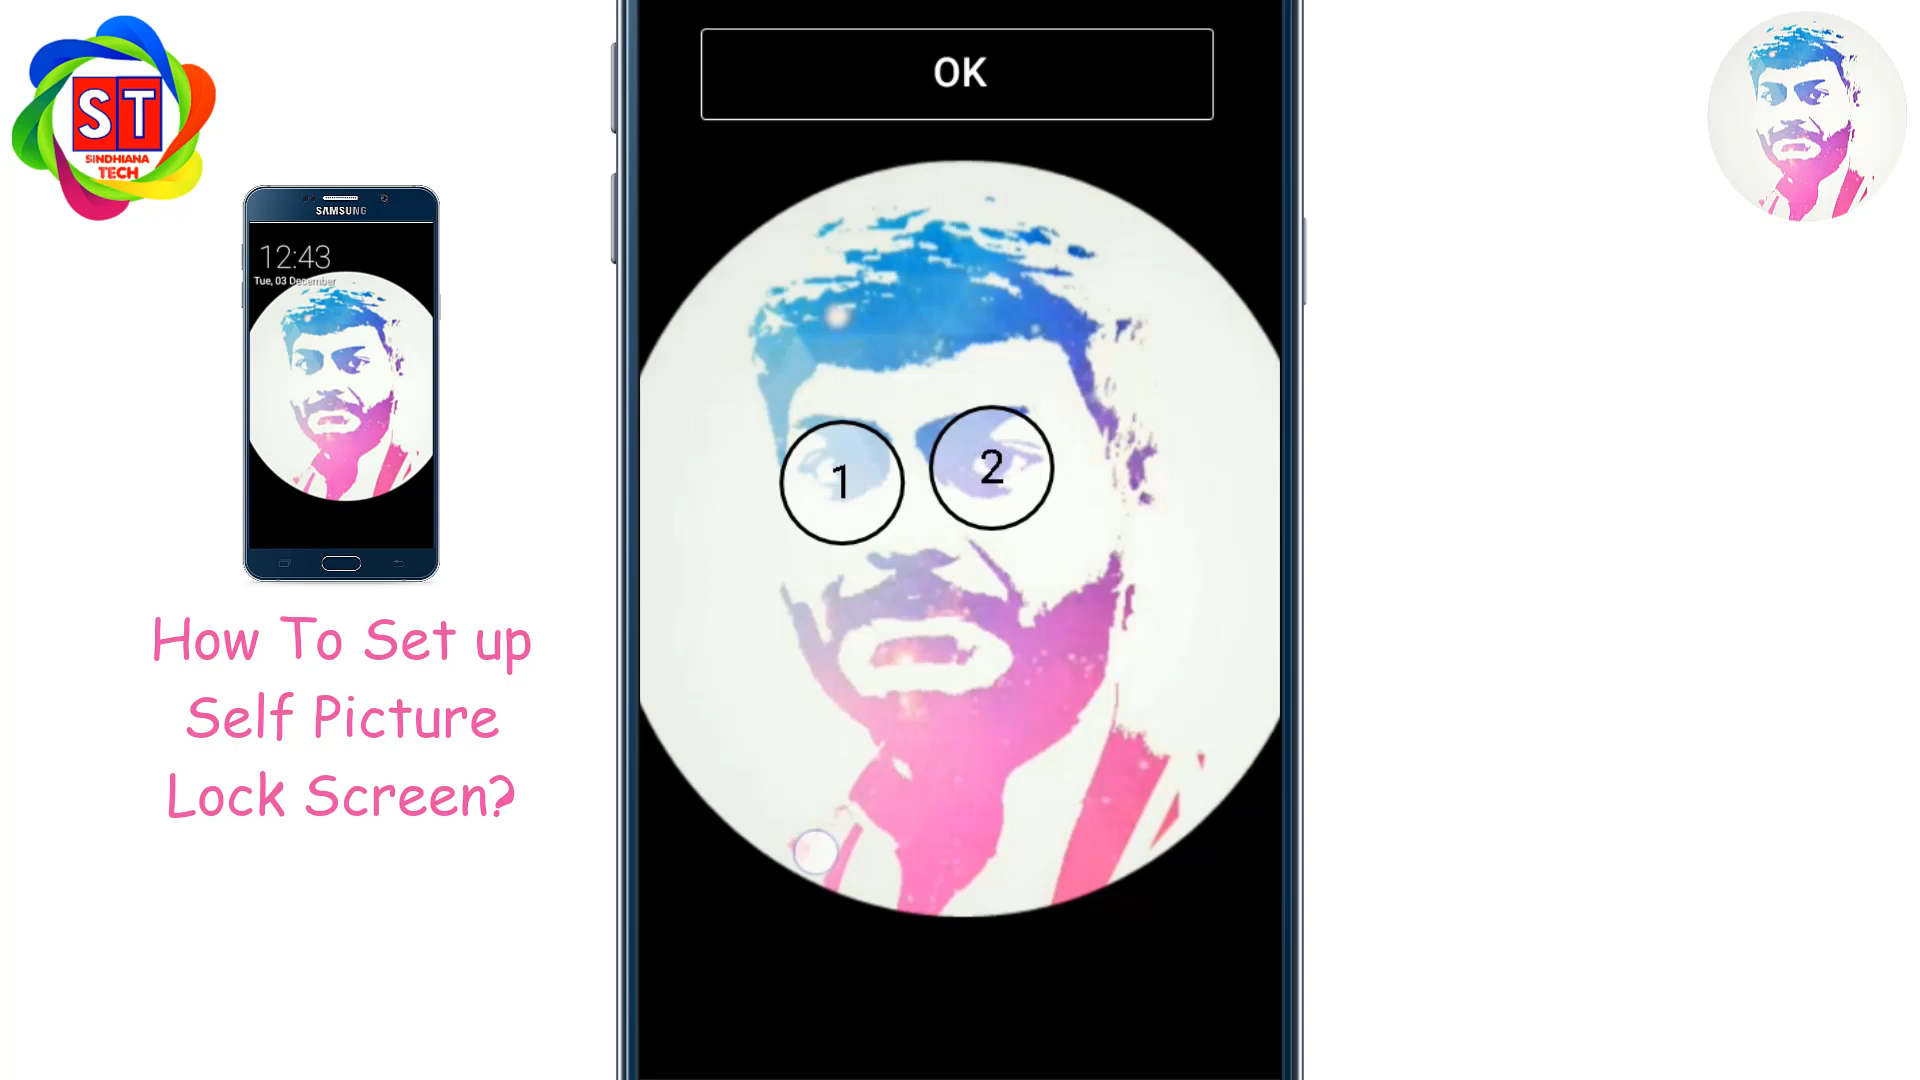 ST
SINDHIANA
TECH
SAMSUNG
12:43
Tue, 03 December
How To Set up
Self Picture
Lock Screen?
OK
1
2